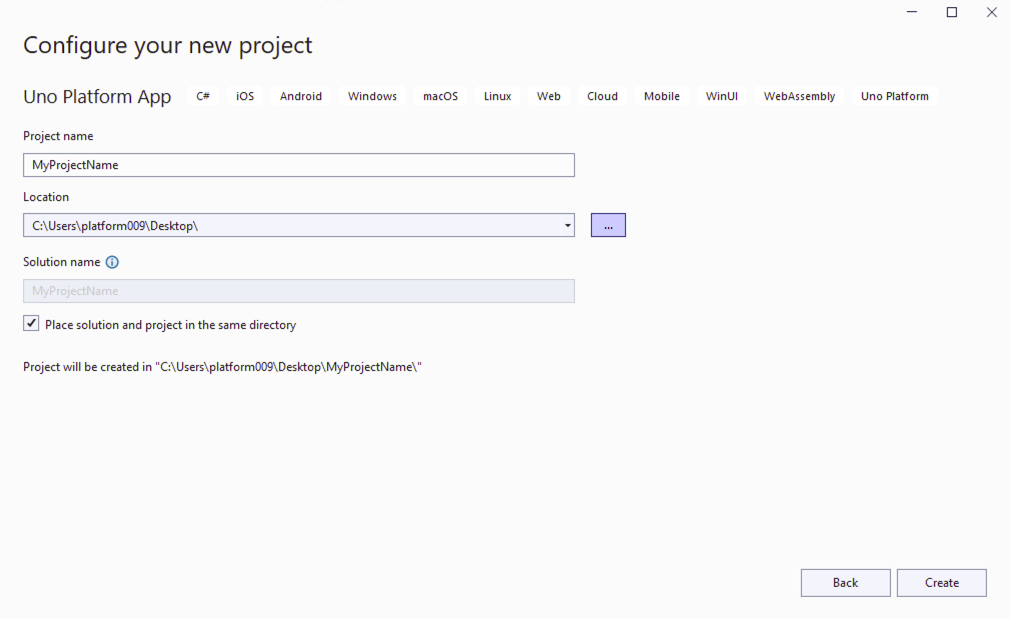 Configure your new project
Uno Platform App C# iOS Android Windows macOS Linux Web Cloud Mobile WinUI WebAssembly Uno Platform
Project name
MyProjectName
Location
C:\Users\platform009\Desktop\
...
Solution name
MyProjectName
Place solution and project in the same directory
Project will be created in "C:\Users\platform009\Desktop\MyProjectName\"
Back Create